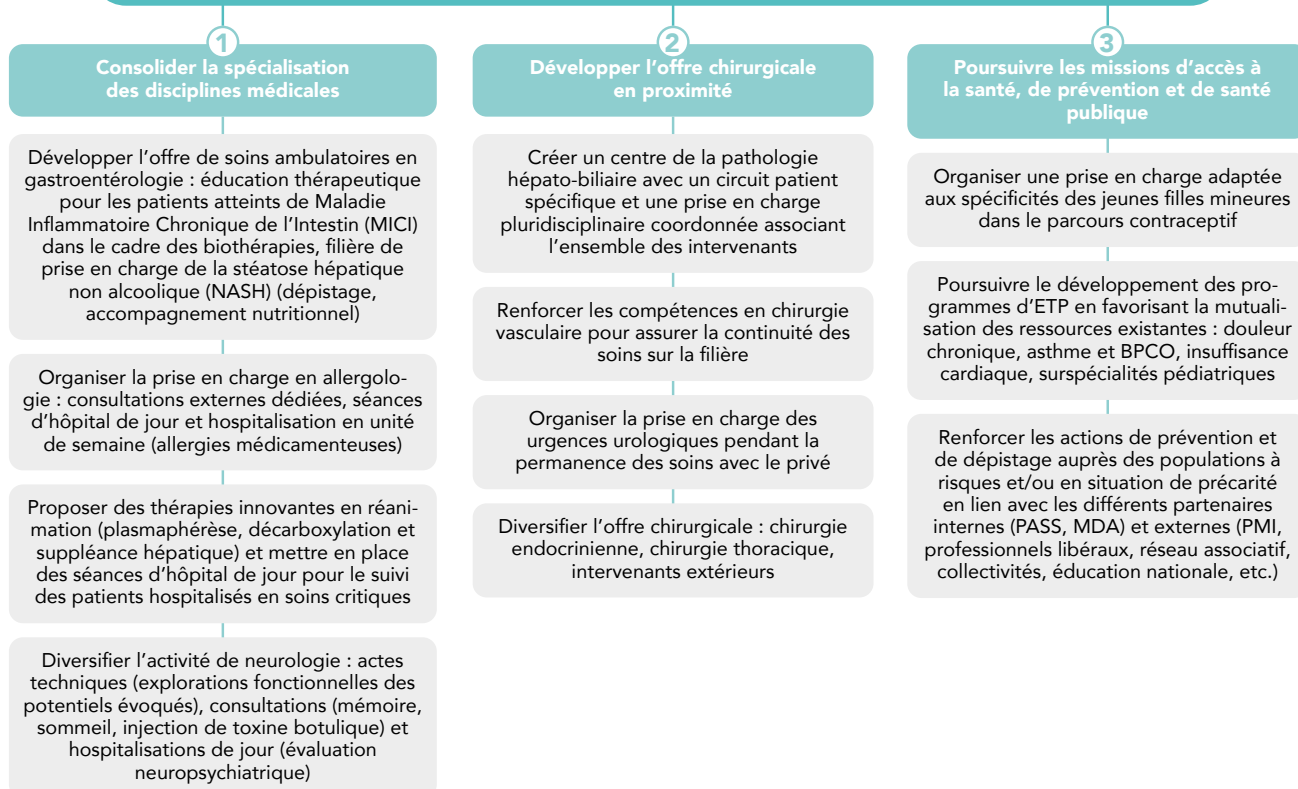 1
Consolider la spécialisation
des disciplines médicales
Développer l'offre de soins ambulatoires en
gastroentérologie : éducation thérapeutique
pour les patients atteints de Maladie
Inflammatoire Chronique de l'Intestin (MICI)
dans le cadre des biothérapies, filière de
prise en charge de la stéatose hépatique
non alcoolique (NASH) (dépistage,
accompagnement nutritionnel)
Organiser la prise en charge en allergolo-
gie : consultations externes dédiées, séances
d'hôpital de jour et hospitalisation en unité
de semaine (allergies médicamenteuses)
Proposer des thérapies innovantes en réani-
mation (plasmaphérèse, décarboxylation et
suppléance hépatique) et mettre en place
des séances d'hôpital de jour pour le suivi
des patients hospitalisés en soins critiques
Diversifier l'activité de neurologie : actes
techniques (explorations fonctionnelles des
potentiels évoqués), consultations (mémoire,
sommeil, injection de toxine botulique) et
hospitalisations de jour (évaluation
neuropsychiatrique)
2
Développer l'offre chirurgicale
en proximité
Créer un centre de la pathologie
hépato-biliaire avec un circuit patient
spécifique et une prise en charge
pluridisciplinaire coordonnée associant
l'ensemble des intervenants
Renforcer les compétences en chirurgie
vasculaire pour assurer la continuité des
soins sur la filière
Organiser la prise en charge des
urgences urologiques pendant la
permanence des soins avec le privé
Diversifier l'offre chirurgicale : chirurgie
endocrinienne, chirurgie thoracique,
intervenants extérieurs
3
Poursuivre les missions d'accès à
la santé, de prévention et de santé
publique
Organiser une prise en charge adaptée
aux spécificités des jeunes filles mineures
dans le parcours contraceptif
Poursuivre le développement des pro-
grammes d'ETP en favorisant la mutuali-
sation des ressources existantes : douleur
chronique, asthme et BPCO, insuffisance
cardiaque, surspécialités pédiatriques
Renforcer les actions de prévention et
de dépistage auprès des populations à
risques et/ou en situation de précarité
en lien avec les différents partenaires
internes (PASS, MDA) et externes (PMI,
professionnels libéraux, réseau associatif,
collectivités, éducation nationale, etc.)